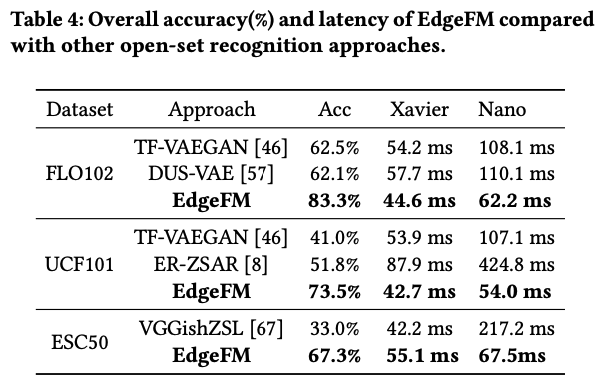 Table 4: Overall accuracy(%) and latency of EdgeFM compared
with other open-set recognition approaches.
Dataset Approach Acc Xavier Nano
TF-VAEGAN [46] 62.5% 54.2 ms 108.1 ms
FLO102 DUS-VAE [57] 62.1% 57.7 ms 110.1 ms
EdgeFM 83.3% 44.6 ms 62.2 ms
TF-VAEGAN [46] 41.0% 53.9 ms 107.1 ms
UCF101 ER-ZSAR [8] 51.8% 87.9 ms 424.8 ms
EdgeFM 73.5% 42.7 ms 54.0 ms
ESC50 VGGishZSL [67] 33.0% 42.2 ms 217.2 ms
EdgeFM 67.3% 55.1 ms 67.5ms